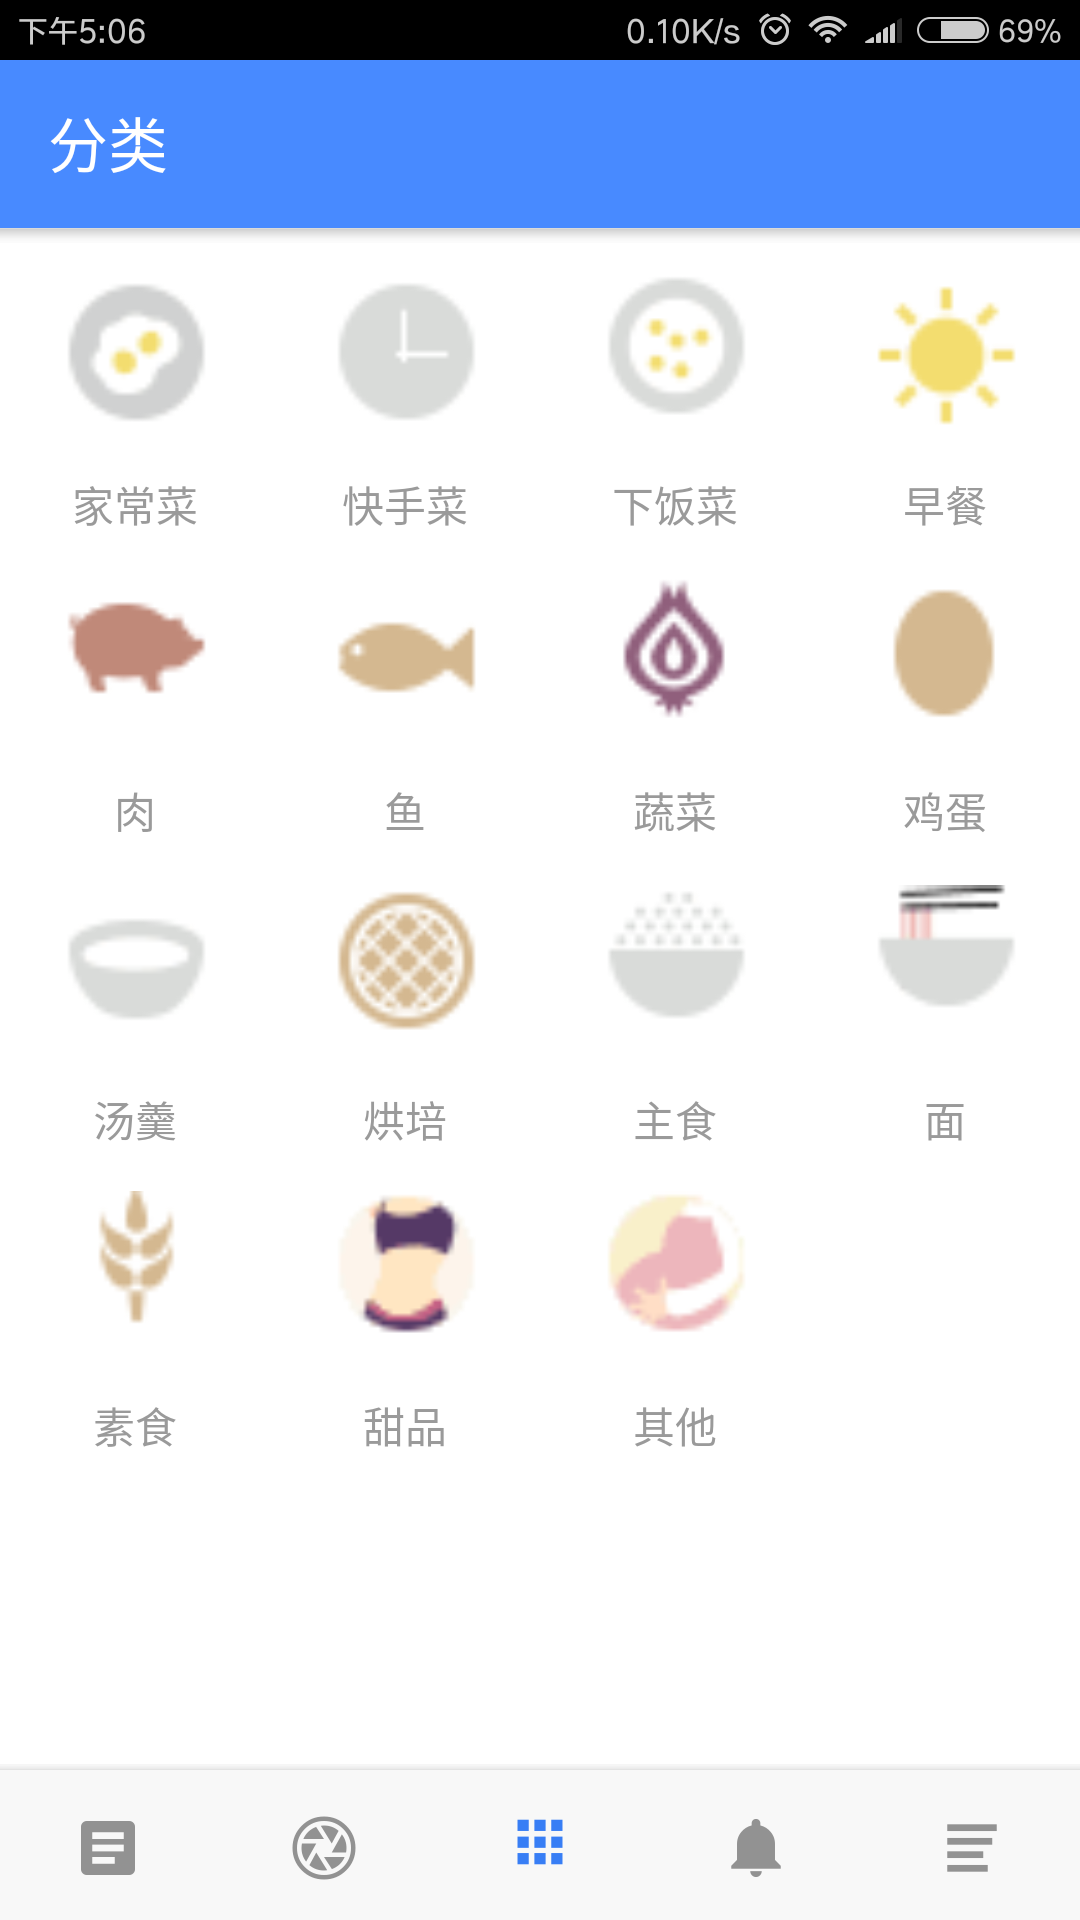 下午5:06 0.10K/s 69%
分类
家常菜 快手菜 下饭菜 早餐
肉 鱼 蔬菜 鸡蛋
汤羹 烘培 主食 面
素食 甜品 其他